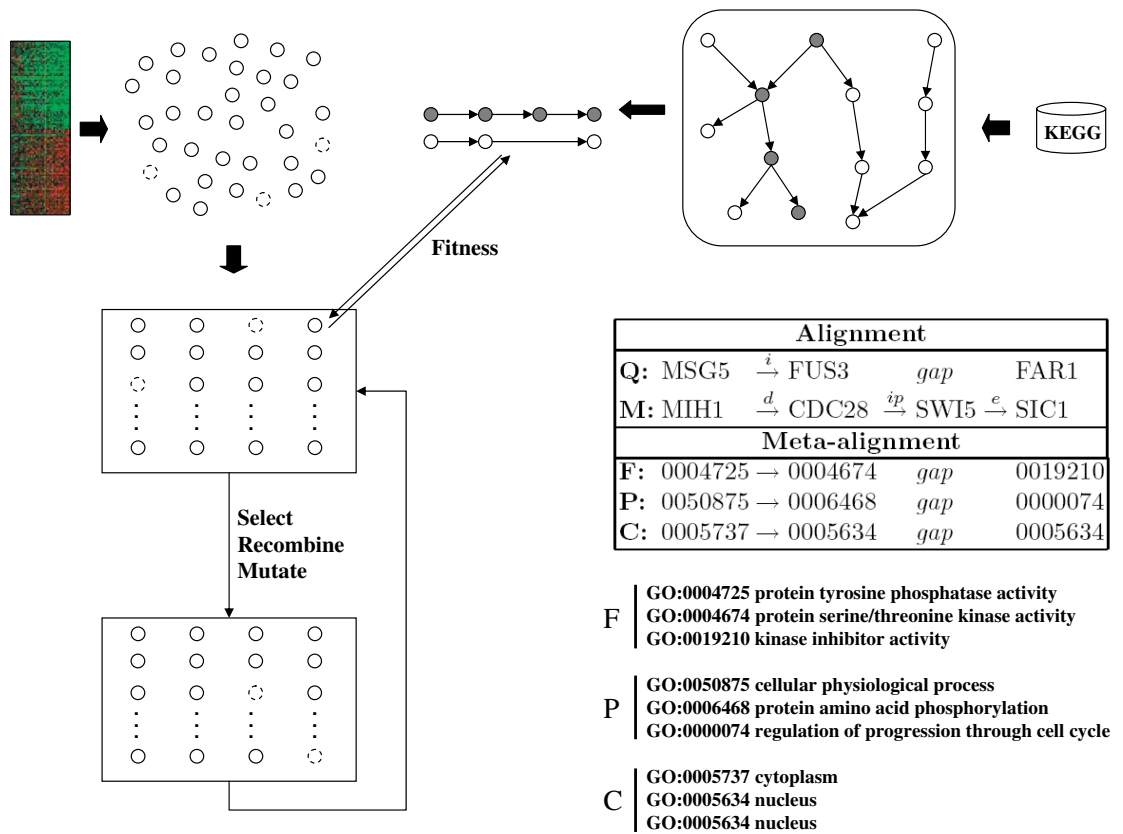 KEGG
Fitness
Select
Recombine
Mutate
Alignment
Q: MSG5 i→ FUS3 gap FAR1
M: MIH1 d→ CDC28 ip→ SWI5 e→ SIC1
Meta-alignment
F: 0004725 → 0004674 gap 0019210
P: 0050875 → 0006468 gap 0000074
C: 0005737 → 0005634 gap 0005634
F
GO:0004725 protein tyrosine phosphatase activity
GO:0004674 protein serine/threonine kinase activity
GO:0019210 kinase inhibitor activity
P
GO:0050875 cellular physiological process
GO:0006468 protein amino acid phosphorylation
GO:0000074 regulation of progression through cell cycle
C
GO:0005737 cytoplasm
GO:0005634 nucleus
GO:0005634 nucleus